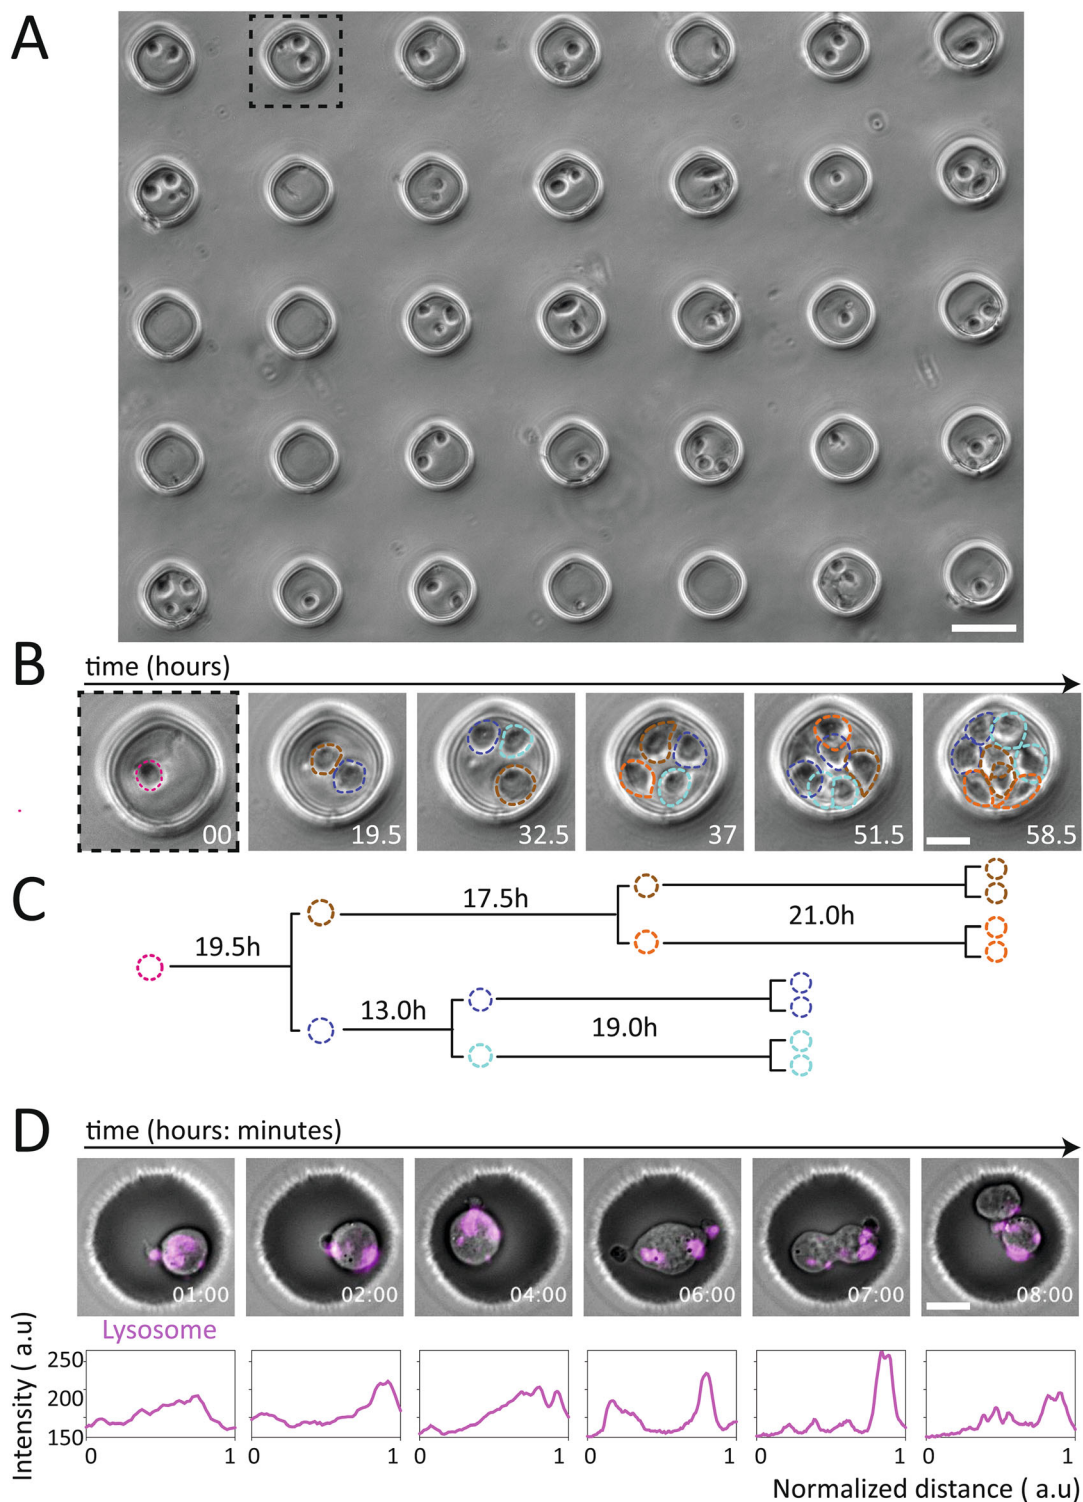 A
B
time (hours)
00 19.5 32.5 37 51.5 58.5
C
17.5h
21.0h
19.5h
13.0h
19.0h
D
time (hours: minutes)
01:00 02:00 04:00 06:00 07:00 08:00
Lysosome
Intensity ( a.u)
250
200
150
0 1 0 1 0 1 0 1 0 1 0 1
Normalized distance ( a.u)